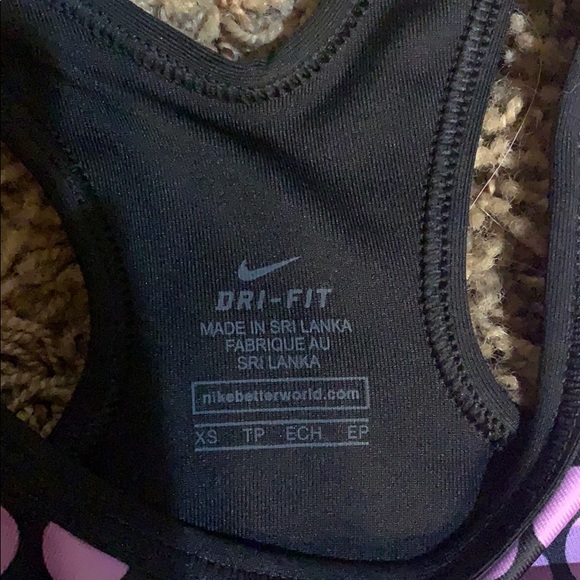 DRI-FIT
MADE IN SRI LANKA
FABRIQUE AU
SRI LANKA
nikebetterworld.com
XS TP ECH EP